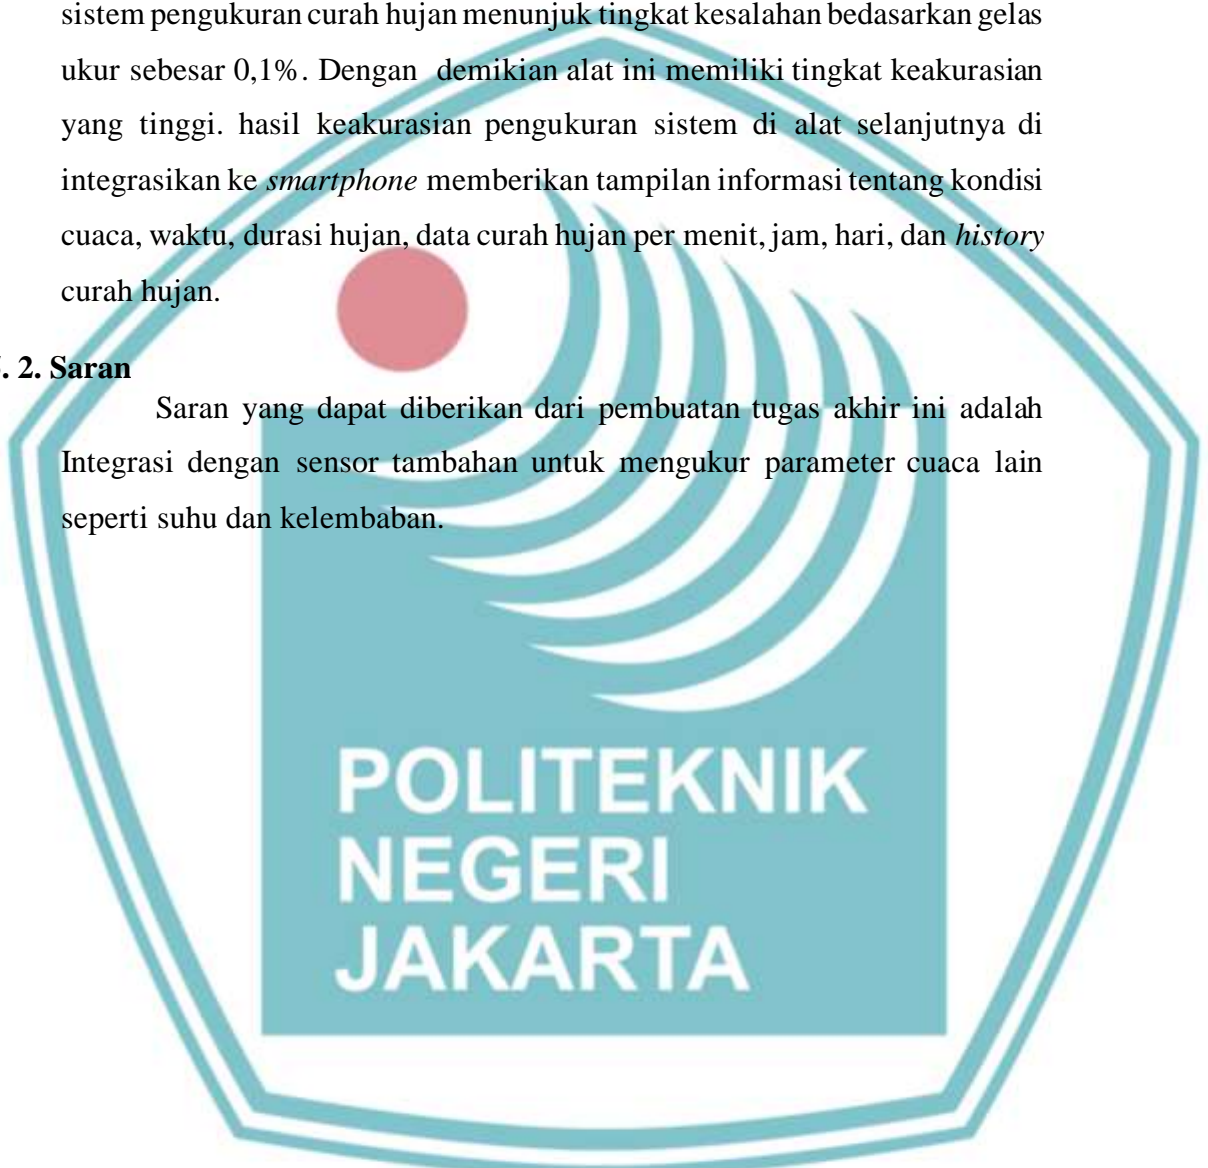 sistem pengukuran curah hujan menunjuk tingkat kesalahan bedasarkan gelas
ukur sebesar 0,1%. Dengan demikian alat ini memiliki tingkat keakurasian
yang tinggi. hasil keakurasian pengukuran sistem di alat selanjutnya di
integrasikan ke smartphone memberikan tampilan informasi tentang kondisi
cuaca, waktu, durasi hujan, data curah hujan per menit, jam, hari, dan history
curah hujan.
. 2. Saran
Saran yang dapat diberikan dari pembuatan tugas akhir ini adalah
Integrasi dengan sensor tambahan untuk mengukur parameter cuaca lain
seperti suhu dan kelembaban.
POLITEKNIK
NEGERI
JAKARTA